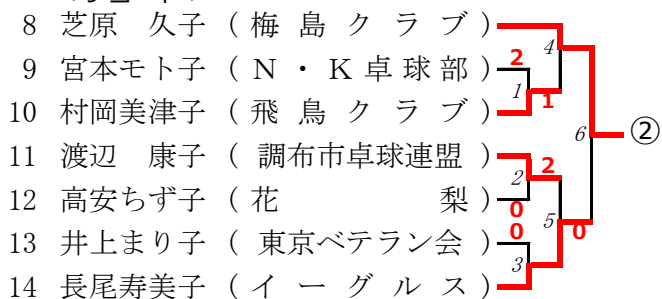 8 芝原 久子 ( 梅 島 ク ラ ブ )
9 宮本モト子 ( N ・ K 卓 球 部 )
10 村岡美津子 ( 飛 鳥 ク ラ ブ )
11 渡辺 康子 ( 調布市卓球連盟 )
12 高安ちず子 ( 花 梨 )
13 井上まり子 ( 東京ベテラン会 )
14 長尾寿美子 ( イ ー グ ル ス )
4
2
1
1
6
②
2
2
0
5
0
0
3